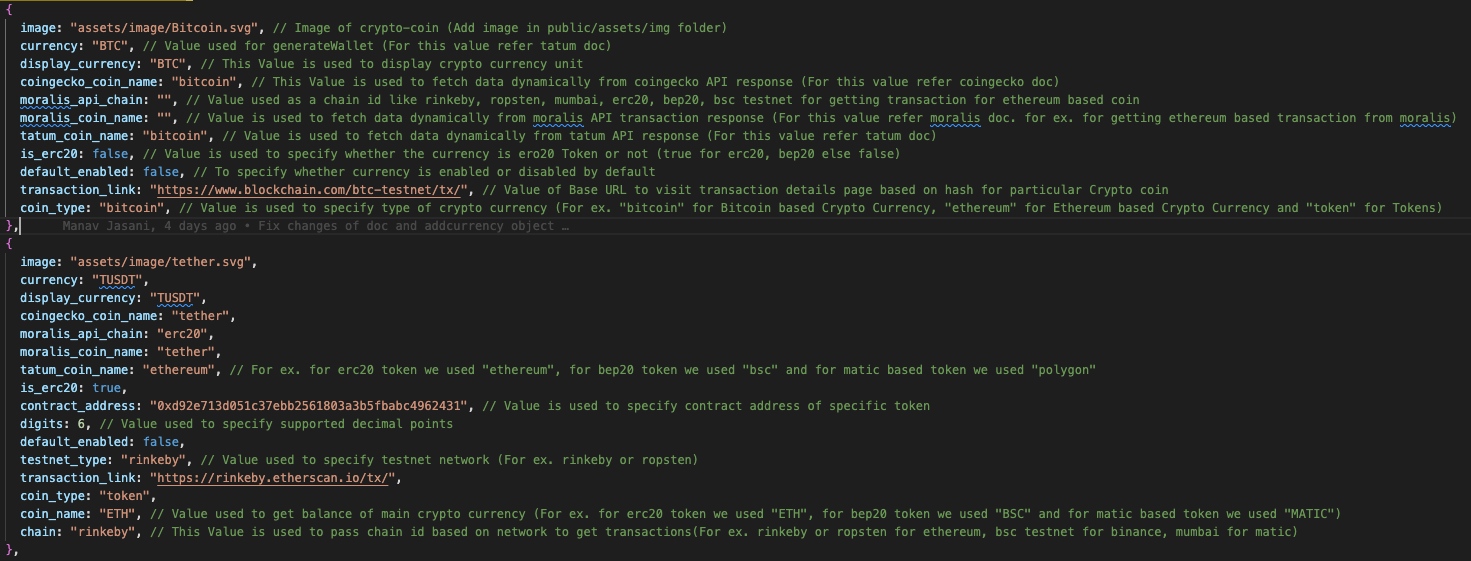 {
image: "assets/image/Bitcoin.svg", // Image of crypto-coin (Add image in public/assets/img folder)
currency: "BTC", // Value used for generateWallet (For this value refer tatum doc)
display_currency: "BTC", // This Value is used to display crypto currency unit
coingecko_coin_name: "bitcoin", // This Value is used to fetch data dynamically from coingecko API response (For this value refer coingecko doc)
moralis_api_chain: "", // Value used as a chain id like rinkeby, ropsten, mumbai, erc20, bep20, bsc testnet for getting transaction for ethereum based coin
moralis_coin_name: "", // Value is used to fetch data dynamically from moralis API transaction response (For this value refer moralis doc. for ex. for getting ethereum based transaction from moralis)
tatum_coin_name: "bitcoin", // Value is used to fetch data dynamically from tatum API response (For this value refer tatum doc)
is_erc20: false, // Value is used to specify whether the currency is ero20 Token or not (true for erc20, bep20 else false)
default_enabled: false, // To specify whether currency is enabled or disabled by default
transaction_link: "https://www.blockchain.com/btc-testnet/tx/", // Value of Base URL to visit transaction details page based on hash for particular Crypto coin
coin_type: "bitcoin", // Value is used to specify type of crypto currency (For ex. "bitcoin" for Bitcoin based Crypto Currency, "ethereum" for Ethereum based Crypto Currency and "token" for Tokens)
}, Manav Jasani, 4 days ago • Fix changes of doc and addcurrency object …
{
image: "assets/image/tether.svg",
currency: "TUSDT",
display_currency: "TUSDT",
coingecko_coin_name: "tether",
moralis_api_chain: "erc20",
moralis_coin_name: "tether",
tatum_coin_name: "ethereum", // For ex. for erc20 token we used "ethereum", for bep20 token we used "bsc" and for matic based token we used "polygon"
is_erc20: true,
contract_address: "0xd92e713d051c37ebb2561803a3b5fbabc4962431", // Value is used to specify contract address of specific token
digits: 6, // Value used to specify supported decimal points
default_enabled: false,
testnet_type: "rinkeby", // Value used to specify testnet network (For ex. rinkeby or ropsten)
transaction_link: "https://rinkeby.etherscan.io/tx/",
coin_type: "token",
coin_name: "ETH", // Value used to get balance of main crypto currency (For ex. for erc20 token we used "ETH", for bep20 token we used "BSC" and for matic based token we used "MATIC")
chain: "rinkeby", // This Value is used to pass chain id based on network to get transactions(For ex. rinkeby or ropsten for ethereum, bsc testnet for binance, mumbai for matic)
},